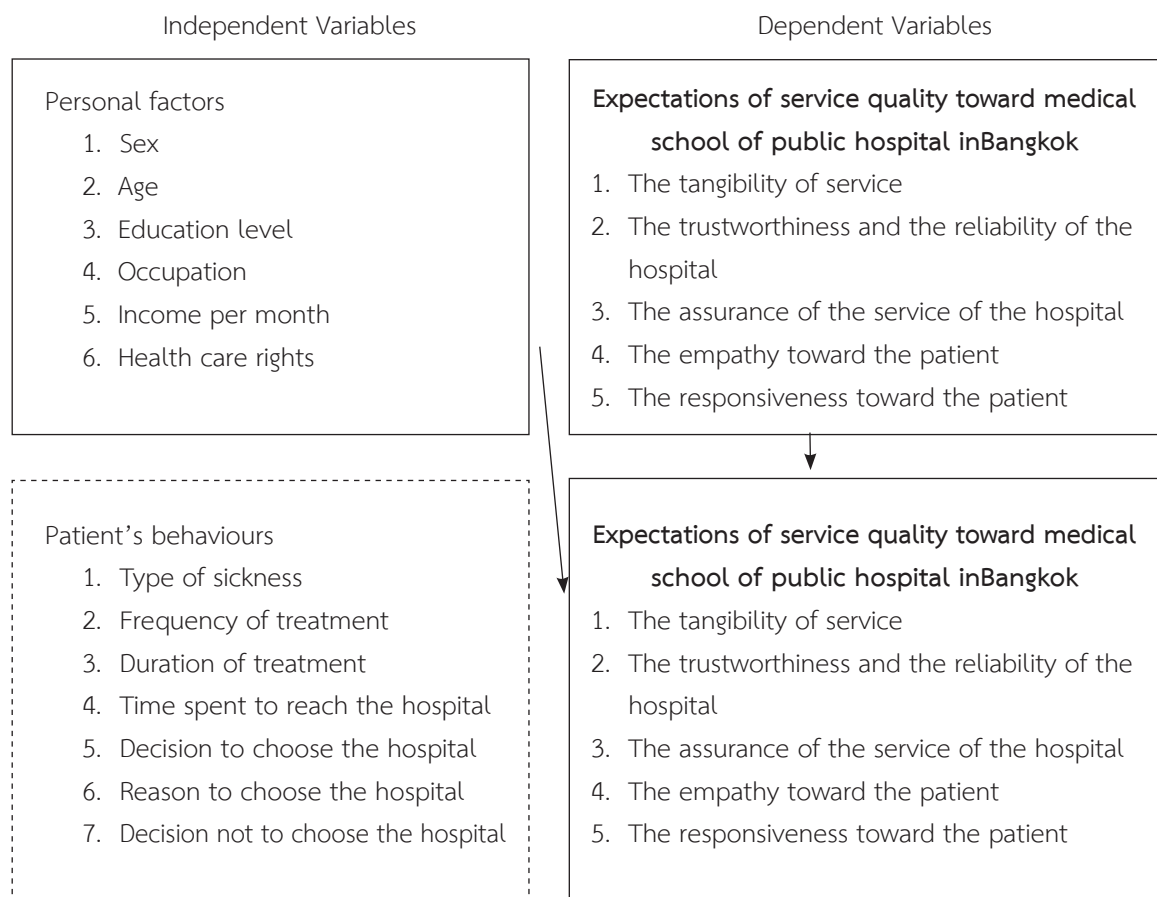 Independent Variables
Personal factors
1. Sex
2. Age
3. Education level
4. Occupation
5. Income per month
6. Health care rights
Patient’s behaviours
1. Type of sickness
2. Frequency of treatment
3. Duration of treatment
4. Time spent to reach the hospital
5. Decision to choose the hospital
6. Reason to choose the hospital
7. Decision not to choose the hospital
Dependent Variables
Expectations of service quality toward medical
school of public hospital inBangkok
1. The tangibility of service
2. The trustworthiness and the reliability of the
hospital
3. The assurance of the service of the hospital
4. The empathy toward the patient
5. The responsiveness toward the patient
Expectations of service quality toward medical
school of public hospital inBangkok
1. The tangibility of service
2. The trustworthiness and the reliability of the
hospital
3. The assurance of the service of the hospital
4. The empathy toward the patient
5. The responsiveness toward the patient